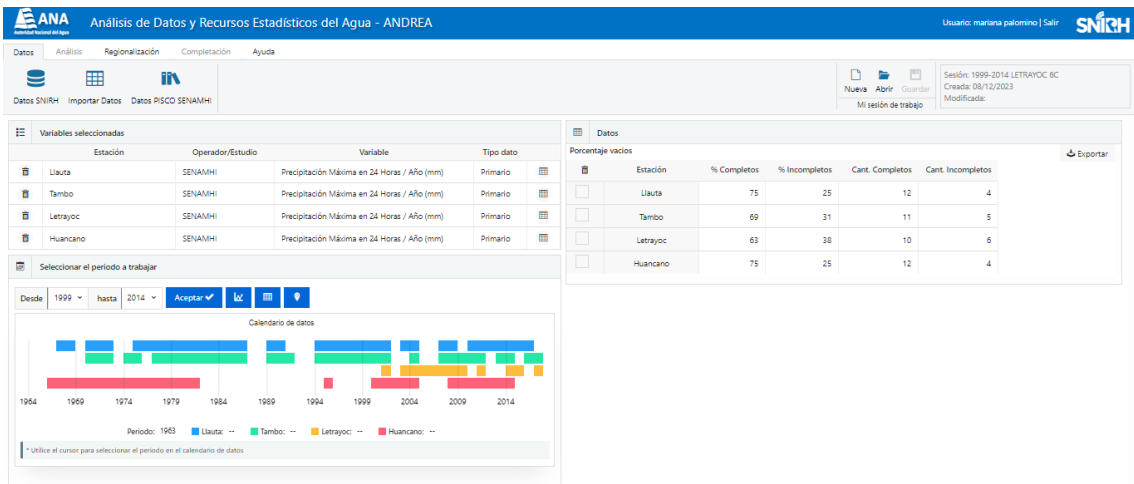 ANA
Autoridad Nacional del Agua
Análisis de Datos y Recursos Estadísticos del Agua - ANDREA
Usuario: mariana palomino | Salir
SNIRH
Datos Análisis Regionalización Completación Ayuda
Datos SNIRH Importar Datos Datos PISCO SENAMHI
Nueva Abrir Guardar
Mi sesión de trabajo
Sesión: 1999-2014 LETRAYOC 6C
Creada: 08/12/2023
Modificada:
Variables seleccionadas
Estación Operador/Estudio Variable Tipo dato
Llauta SENAMHI Precipitación Máxima en 24 Horas / Año (mm) Primario
Tambo SENAMHI Precipitación Máxima en 24 Horas / Año (mm) Primario
Letrayoc SENAMHI Precipitación Máxima en 24 Horas / Año (mm) Primario
Huancano SENAMHI Precipitación Máxima en 24 Horas / Año (mm) Primario
Seleccionar el periodo a trabajar
Desde 1999 hasta 2014 Aceptar
Calendario de datos
1964 1969 1974 1979 1984 1989 1994 1999 2004 2009 2014
Periodo: 1963 Llauta: -- Tambo: -- Letrayoc: -- Huancano: --
* Utilice el cursor para seleccionar el periodo en el calendario de datos
Datos
Porcentaje vacíos
Exportar
Estación % Completos % Incompletos Cant. Completos Cant. Incompletos
Llauta 75 25 12 4
Tambo 69 31 11 5
Letrayoc 63 38 10 6
Huancano 75 25 12 4